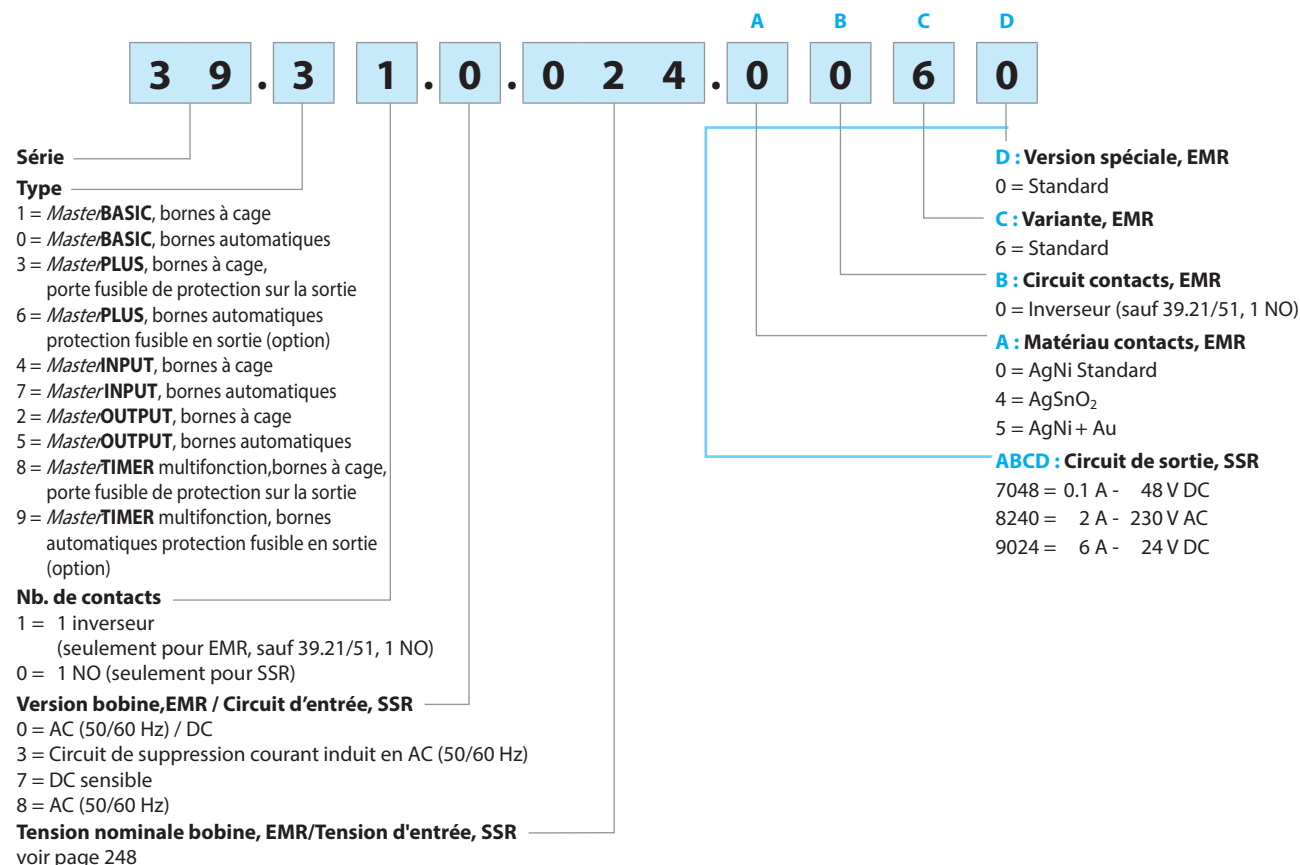 A B C D
3 9 . 3 1 . 0 . 0 2 4 . 0 0 6 0
Série
Type
1 = MasterBASIC, bornes à cage
0 = MasterBASIC, bornes automatiques
3 = MasterPLUS, bornes à cage,
porte fusible de protection sur la sortie
6 = MasterPLUS, bornes automatiques
protection fusible en sortie (option)
4 = MasterINPUT, bornes à cage
7 = Master INPUT, bornes automatiques
2 = MasterOUTPUT, bornes à cage
5 = MasterOUTPUT, bornes automatiques
8 = MasterTIMER multifonction,bornes à cage,
porte fusible de protection sur la sortie
9 = MasterTIMER multifonction, bornes
automatiques protection fusible en sortie
(option)
Nb. de contacts
1 = 1 inverseur
(seulement pour EMR, sauf 39.21/51, 1 NO)
0 = 1 NO (seulement pour SSR)
Version bobine,EMR / Circuit d’entrée, SSR
0 = AC (50/60 Hz) / DC
3 = Circuit de suppression courant induit en AC (50/60 Hz)
7 = DC sensible
8 = AC (50/60 Hz)
Tension nominale bobine, EMR/Tension d'entrée, SSR
voir page 248
D : Version spéciale, EMR
0 = Standard
C : Variante, EMR
6 = Standard
B : Circuit contacts, EMR
0 = Inverseur (sauf 39.21/51, 1 NO)
A : Matériau contacts, EMR
0 = AgNi Standard
4 = AgSnO₂
5 = AgNi + Au
ABCD : Circuit de sortie, SSR
7048 = 0.1 A - 48 V DC
8240 = 2 A - 230 V AC
9024 = 6 A - 24 V DC